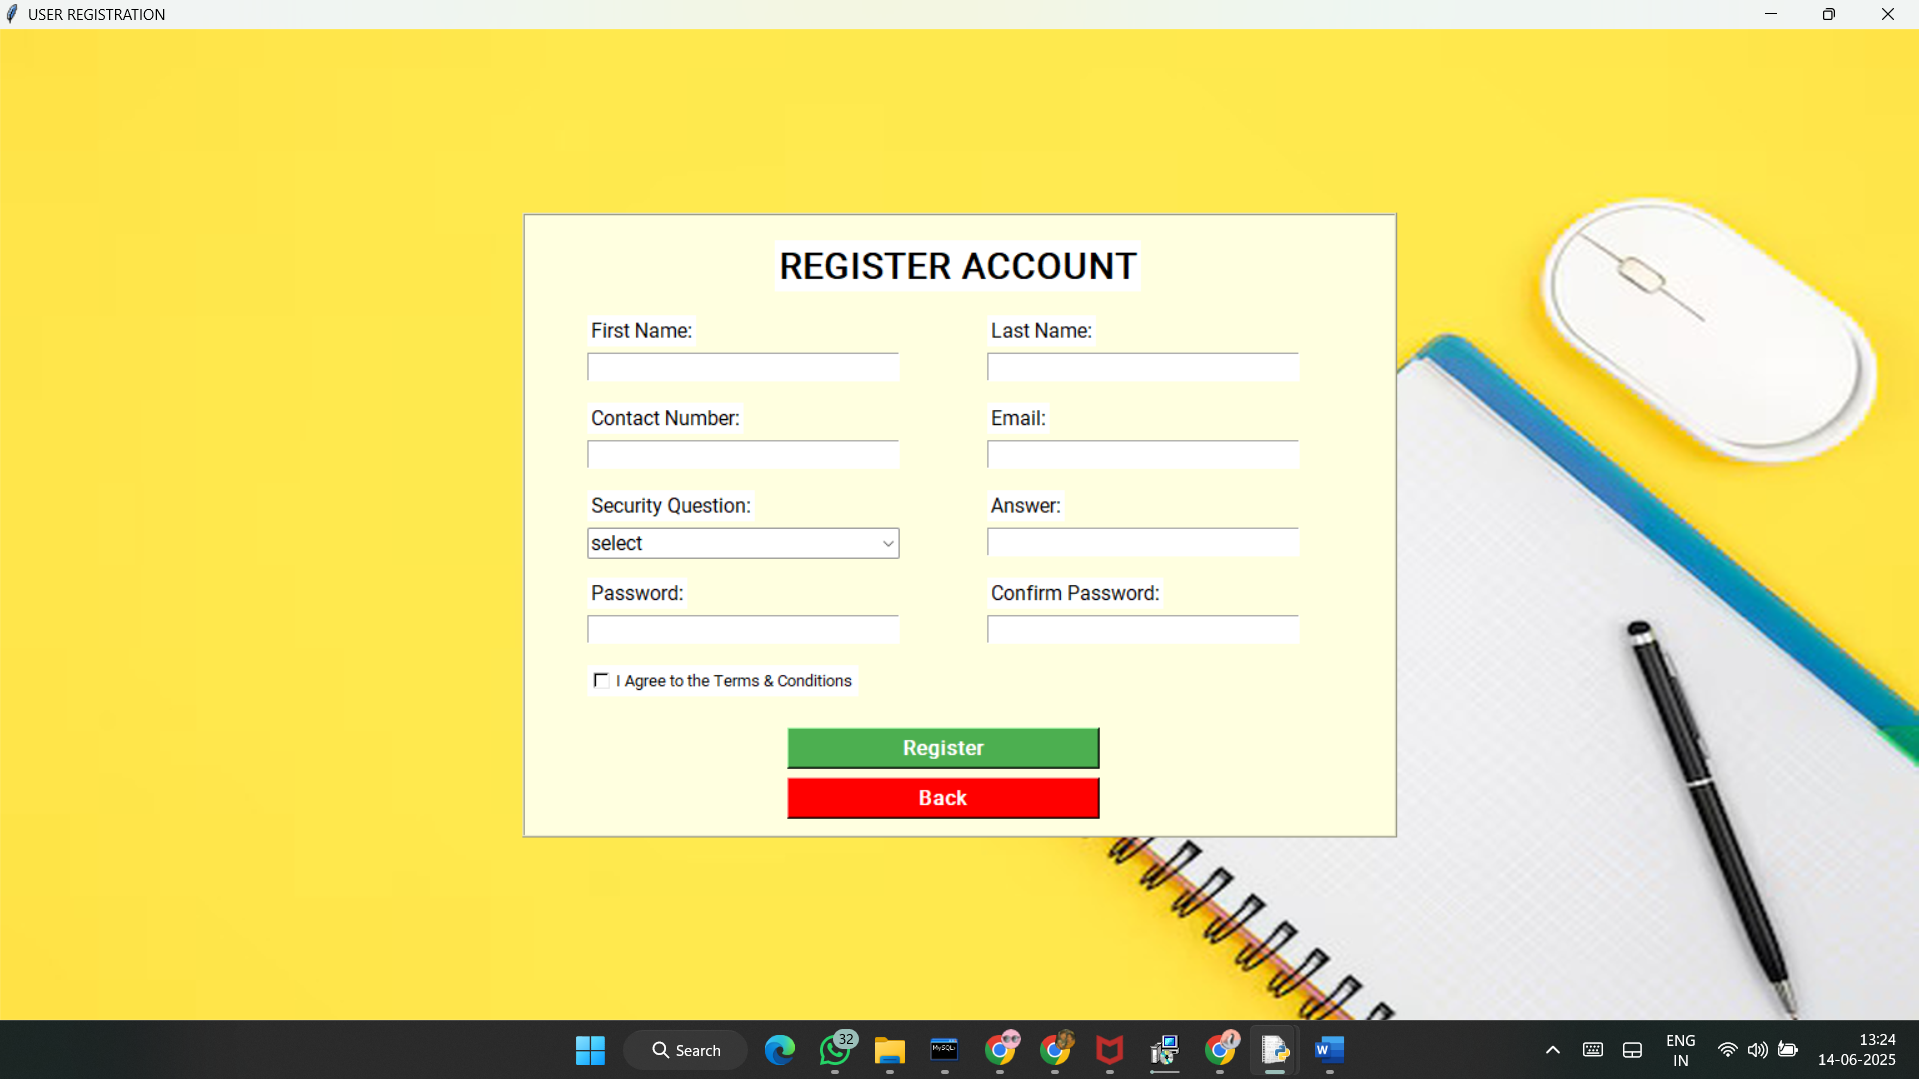 USER REGISTRATION
REGISTER ACCOUNT
First Name:
Last Name:
Contact Number:
Email:
Security Question:
Answer:
select
Password:
Confirm Password:
I Agree to the Terms & Conditions
Register
Back
Search
32
MySQL
W
ENG
IN
13:24
14-06-2025